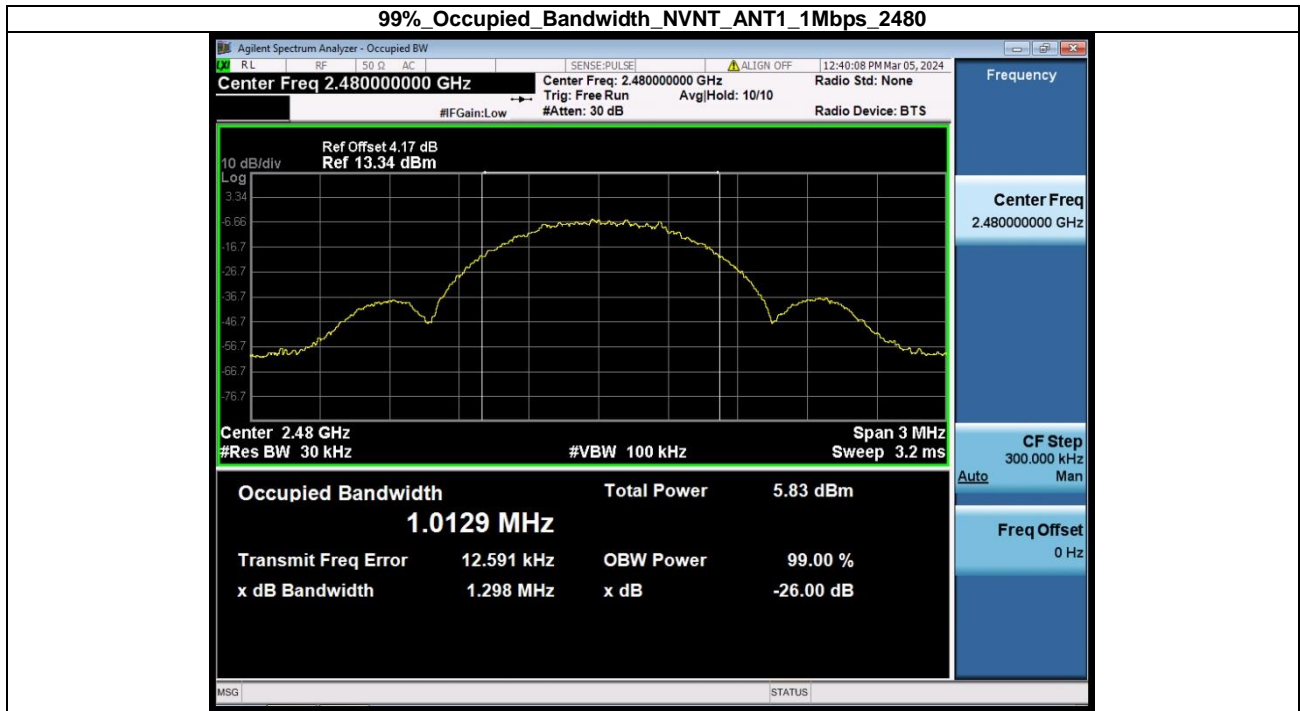 99%_Occupied_Bandwidth_NVNT_ANT1_1Mbps_2480
Agilent Spectrum Analyzer - Occupied BW
LXI RL RF 50 Ω AC SENSE:PULSE ALIGN OFF 12:40:08 PM Mar 05, 2024
Center Freq 2.480000000 GHz
Center Freq: 2.480000000 GHz Radio Std: None
Trig: Free Run Avg|Hold: 10/10
#IFGain:Low #Atten: 30 dB Radio Device: BTS
Ref Offset 4.17 dB
10 dB/div Ref 13.34 dBm
Log
3.34
-6.66
-16.7
-26.7
-36.7
-46.7
-56.7
-66.7
-76.7
Center 2.48 GHz Span 3 MHz
#Res BW 30 kHz #VBW 100 kHz Sweep 3.2 ms
Occupied Bandwidth Total Power 5.83 dBm
1.0129 MHz
Transmit Freq Error 12.591 kHz OBW Power 99.00 %
x dB Bandwidth 1.298 MHz x dB -26.00 dB
MSG STATUS
Frequency
Center Freq
2.480000000 GHz
CF Step
300.000 kHz
Auto Man
Freq Offset
0 Hz